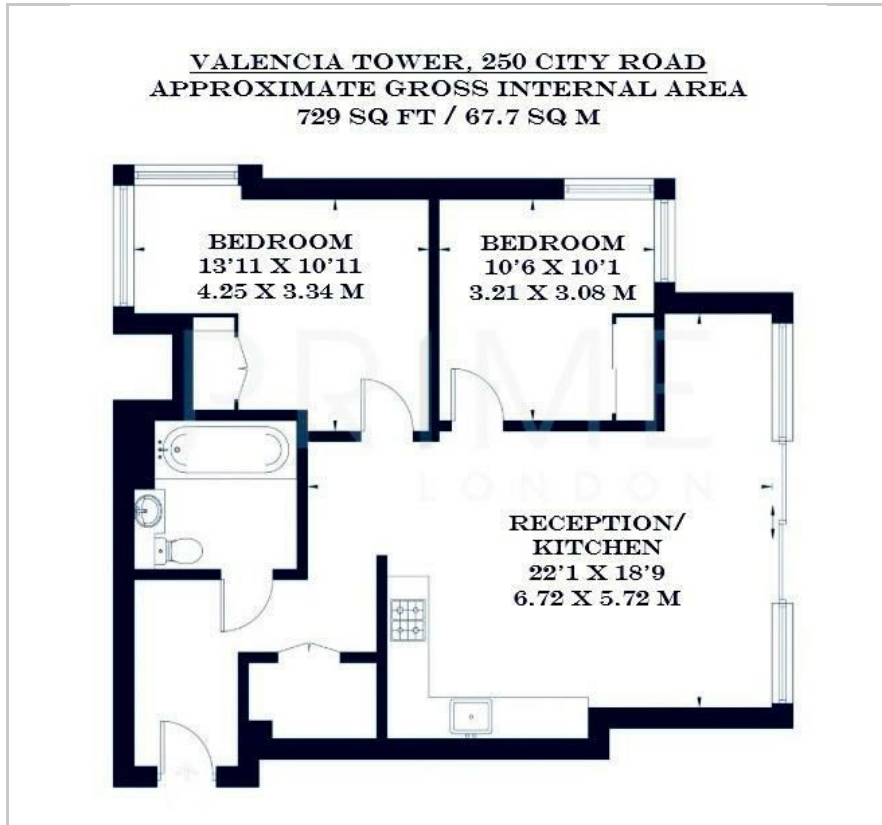 VALENCIA TOWER, 250 CITY ROAD
APPROXIMATE GROSS INTERNAL AREA
729 SQ FT / 67.7 SQ M
BEDROOM
13'11 X 10'11
4.25 X 3.34 M
BEDROOM
10'6 X 10'1
3.21 X 3.08 M
PRIME
LONDON
RECEPTION/
KITCHEN
22'1 X 18'9
6.72 X 5.72 M